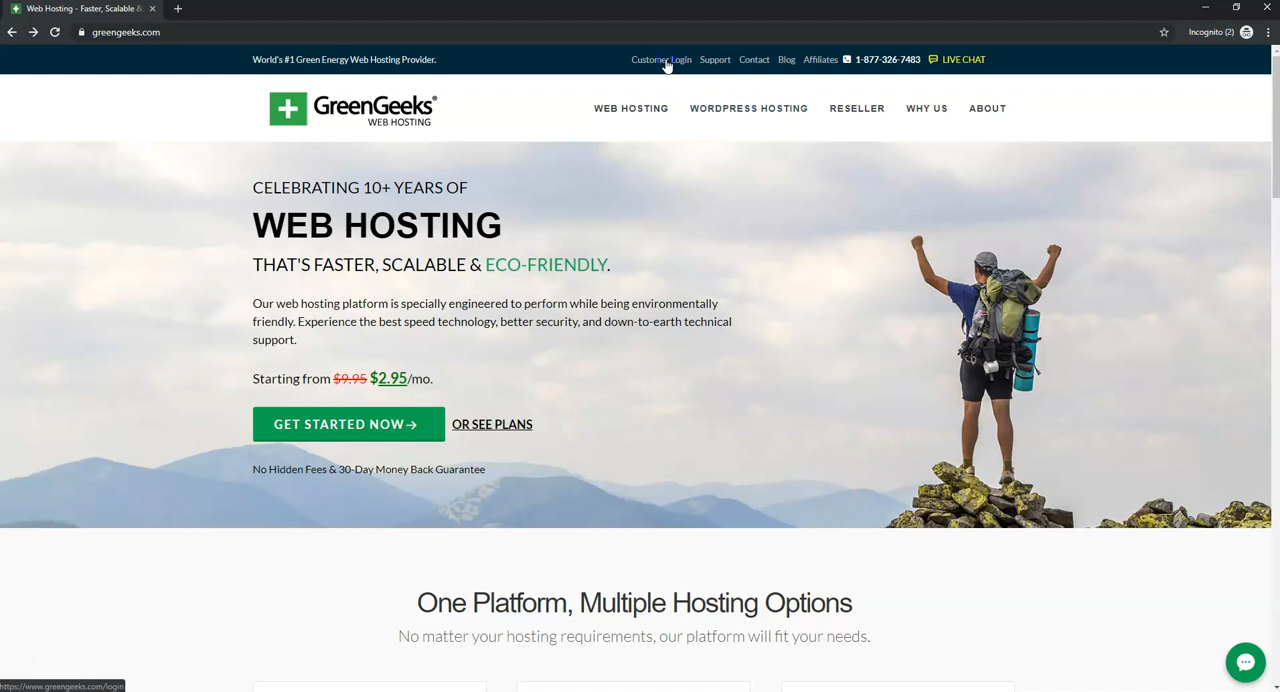 Web Hosting - Faster, Scalable &
greengeeks.com
Incognito (2)
World's #1 Green Energy Web Hosting Provider.
Customer Login Support Contact Blog Affiliates 1-877-326-7483 LIVE CHAT
GreenGeeks®
WEB HOSTING
WEB HOSTING WORDPRESS HOSTING RESELLER WHY US ABOUT
CELEBRATING 10+ YEARS OF
WEB HOSTING
THAT'S FASTER, SCALABLE & ECO-FRIENDLY.
Our web hosting platform is specially engineered to perform while being environmentally
friendly. Experience the best speed technology, better security, and down-to-earth technical
support.
Starting from $9.95 $2.95/mo.
GET STARTED NOW→ OR SEE PLANS
No Hidden Fees & 30-Day Money Back Guarantee
One Platform, Multiple Hosting Options
No matter your hosting requirements, our platform will fit your needs.
https://www.greengeeks.com/login